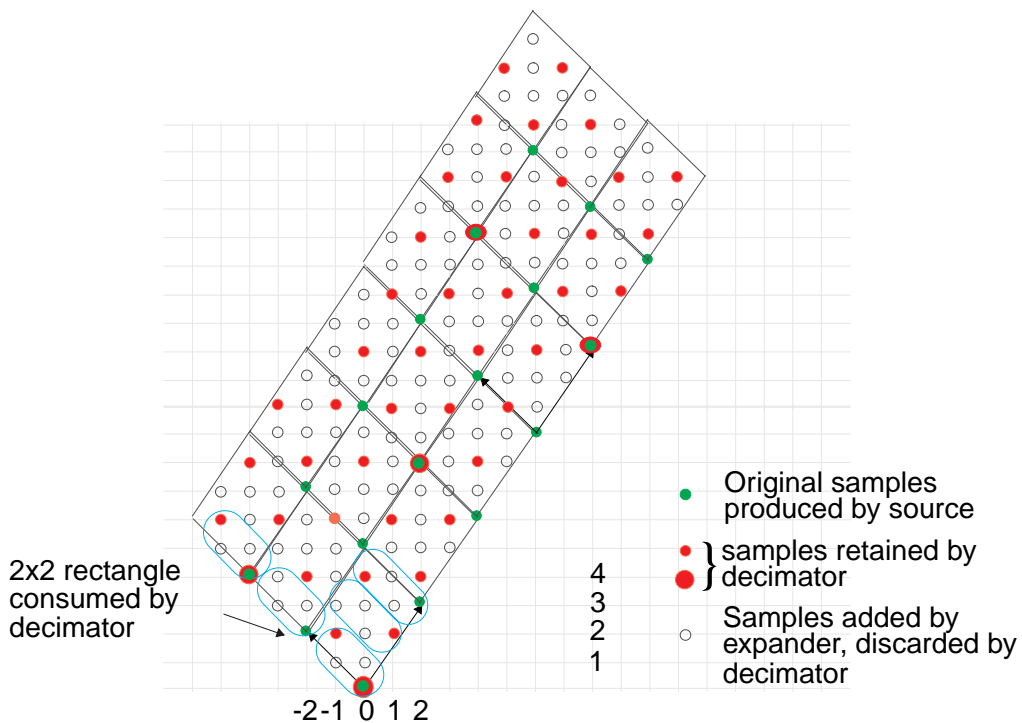 Original samples
produced by source
samples retained by
decimator
Samples added by
expander, discarded by
decimator
2x2 rectangle
consumed by
decimator
4
3
2
1
-2 -1 0 1 2